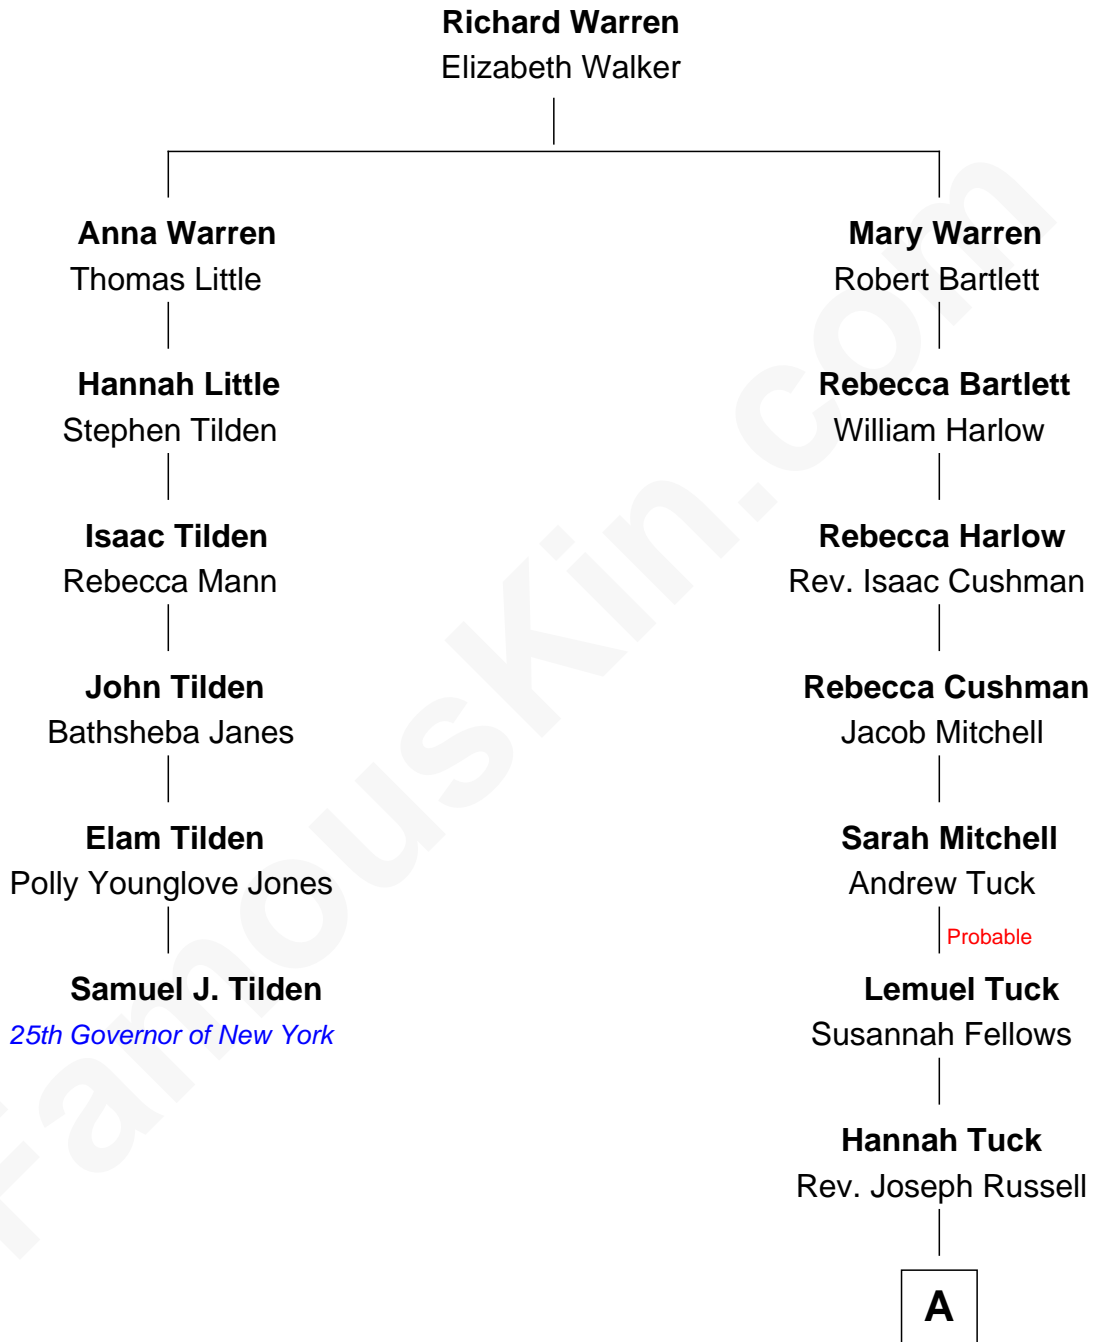 Richard Warren
Elizabeth Walker
Anna Warren
Thomas Little
Hannah Little
Stephen Tilden
Isaac Tilden
Rebecca Mann
John Tilden
Bathsheba Janes
Elam Tilden
Polly Younglove Jones
Samuel J. Tilden
25th Governor of New York
Mary Warren
Robert Bartlett
Rebecca Bartlett
William Harlow
Rebecca Harlow
Rev. Isaac Cushman
Rebecca Cushman
Jacob Mitchell
Sarah Mitchell
Andrew Tuck
Probable
Lemuel Tuck
Susannah Fellows
Hannah Tuck
Rev. Joseph Russell
A
FamousKin.com